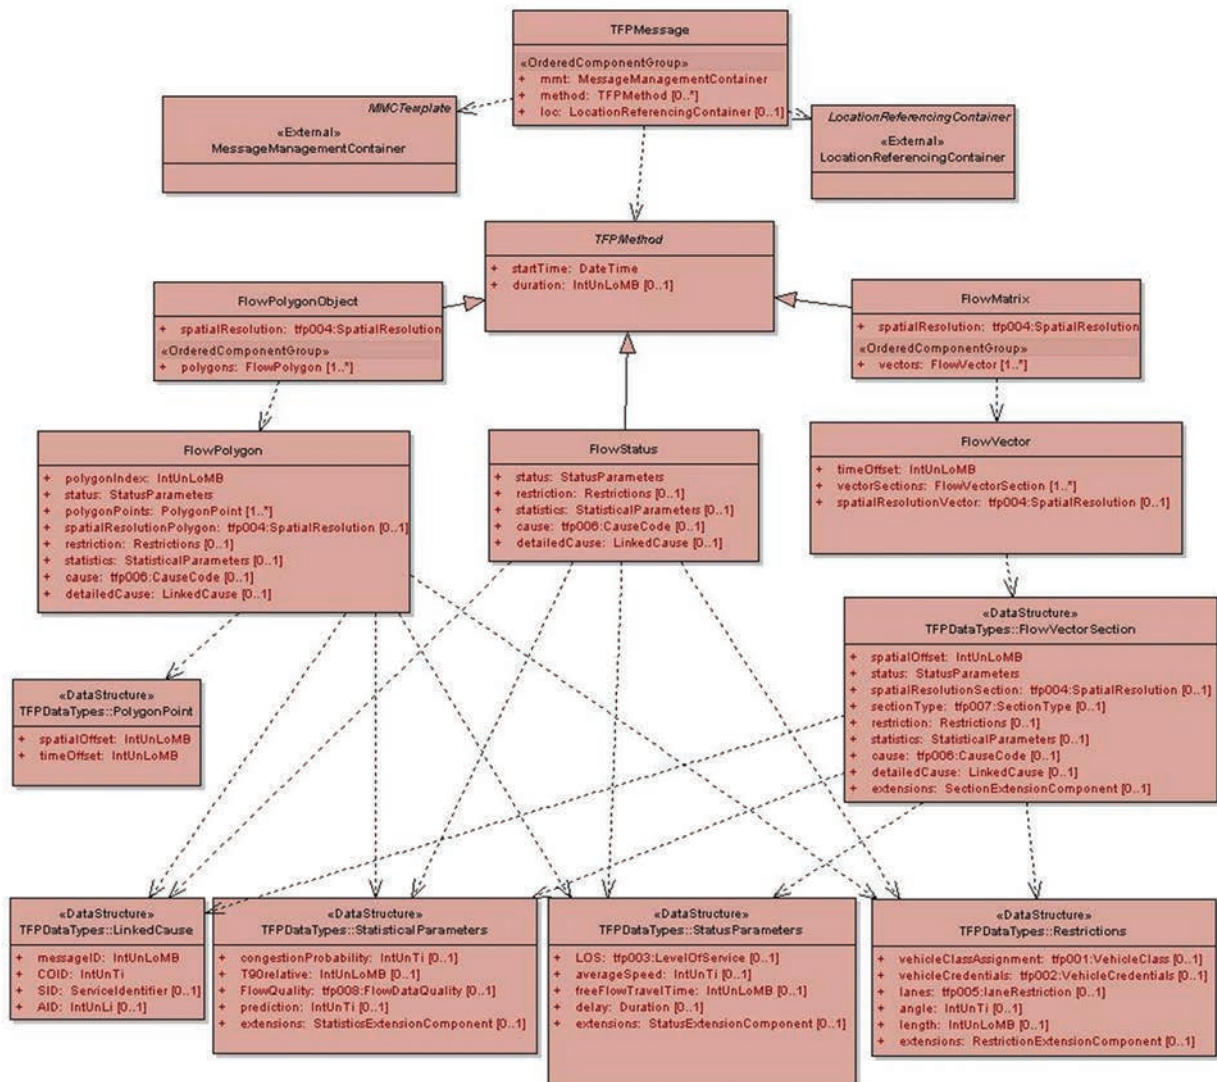 TFPMessage
«OrderedComponentGroup»
+ mmt: MessageManagementContainer
+ method: TFPMethod [0..*]
+ loc: LocationReferencingContainer [0..1]
MMCTemplate
«External»
MessageManagementContainer
LocationReferencingContainer
«External»
LocationReferencingContainer
TFPMethod
+ startTime: DateTime
+ duration: IntUnLoMB [0..1]
FlowPolygonObject
+ spatialResolution: tfp004:SpatialResolution
«OrderedComponentGroup»
+ polygons: FlowPolygon [1..*]
FlowMatrix
+ spatialResolution: tfp004:SpatialResolution
«OrderedComponentGroup»
+ vectors: FlowVector [1..*]
FlowPolygon
+ polygonIndex: IntUnLoMB
+ status: StatusParameters
+ polygonPoints: PolygonPoint [1..*]
+ spatialResolutionPolygon: tfp004:SpatialResolution [0..1]
+ restriction: Restrictions [0..1]
+ statistics: StatisticalParameters [0..1]
+ cause: tfp006:CauseCode [0..1]
+ detailedCause: LinkedCause [0..1]
FlowStatus
+ status: StatusParameters
+ restriction: Restrictions [0..1]
+ statistics: StatisticalParameters [0..1]
+ cause: tfp006:CauseCode [0..1]
+ detailedCause: LinkedCause [0..1]
FlowVector
+ timeOffset: IntUnLoMB
+ vectorSections: FlowVectorSection [1..*]
+ spatialResolutionVector: tfp004:SpatialResolution [0..1]
«DataStructure»
TFPDataTypes::FlowVectorSection
+ spatialOffset: IntUnLoMB
+ status: StatusParameters
+ spatialResolutionSection: tfp004:SpatialResolution [0..1]
+ sectionType: tfp007:SectionType [0..1]
+ restriction: Restrictions [0..1]
+ statistics: StatisticalParameters [0..1]
+ cause: tfp006:CauseCode [0..1]
+ detailedCause: LinkedCause [0..1]
+ extensions: SectionExtensionComponent [0..1]
«DataStructure»
TFPDataTypes::PolygonPoint
+ spatialOffset: IntUnLoMB
+ timeOffset: IntUnLoMB
«DataStructure»
TFPDataTypes::LinkedCause
+ messageID: IntUnLoMB
+ COID: IntUnTi
+ SID: ServiceIdentifier [0..1]
+ AID: IntUnLi [0..1]
«DataStructure»
TFPDataTypes::StatisticalParameters
+ congestionProbability: IntUnTi [0..1]
+ T90relative: IntUnLoMB [0..1]
+ FlowQuality: tfp008:FlowDataQuality [0..1]
+ prediction: IntUnTi [0..1]
+ extensions: StatisticsExtensionComponent [0..1]
«DataStructure»
TFPDataTypes::StatusParameters
+ LOS: tfp003:LevelOfService [0..1]
+ averageSpeed: IntUnTi [0..1]
+ freeFlowTravelTime: IntUnLoMB [0..1]
+ delay: Duration [0..1]
+ extensions: StatusExtensionComponent [0..1]
«DataStructure»
TFPDataTypes::Restrictions
+ vehicleClassAssignment: tfp001:VehicleClass [0..1]
+ vehicleCredentials: tfp002:VehicleCredentials [0..1]
+ lanes: tfp005:laneRestriction [0..1]
+ angle: IntUnTi [0..1]
+ length: IntUnLoMB [0..1]
+ extensions: RestrictionExtensionComponent [0..1]